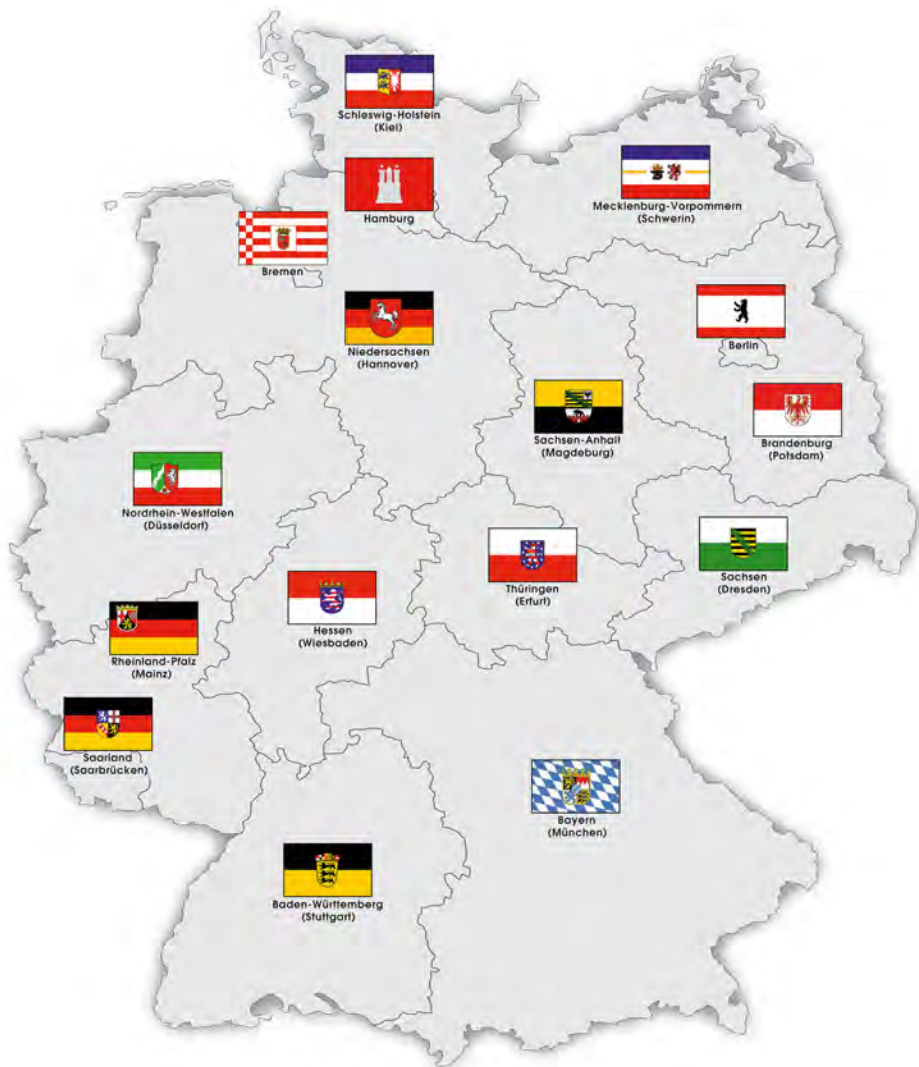 Schleswig-Holstein
(Kiel)
Hamburg
Mecklenburg-Vorpommern
(Schwerin)
Bremen
Niedersachsen
(Hannover)
Berlin
Sachsen-Anhalt
(Magdeburg)
Brandenburg
(Potsdam)
Nordrhein-Westfalen
(Düsseldorf)
Thüringen
(Erfurt)
Sachsen
(Dresden)
Hessen
(Wiesbaden)
Rheinland-Pfalz
(Mainz)
Saarland
(Saarbrücken)
Bayern
(München)
Baden-Württemberg
(Stuttgart)